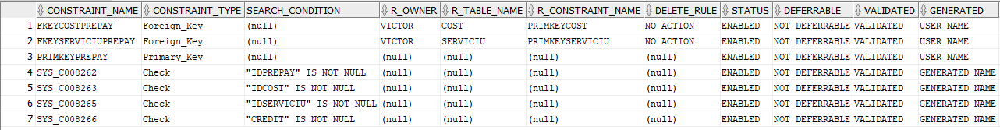 CONSTRAINT_NAME CONSTRAINT_TYPE SEARCH_CONDITION R_OWNER R_TABLE_NAME R_CONSTRAINT_NAME DELETE_RULE STATUS DEFERRABLE VALIDATED GENERATED
1 FKEYCOSTPREPAY Foreign_Key (null) VICTOR COST PRIMKEYCOST NO ACTION ENABLED NOT DEFERRABLE VALIDATED USER NAME
2 FKEYSERVICIUPREPAY Foreign_Key (null) VICTOR SERVICIU PRIMKEYSERVICIU NO ACTION ENABLED NOT DEFERRABLE VALIDATED USER NAME
3 PRIMKEYPREPAY Primary_Key (null) (null) (null) (null) (null) ENABLED NOT DEFERRABLE VALIDATED USER NAME
4 SYS_C008262 Check "IDPREPAY" IS NOT NULL (null) (null) (null) (null) ENABLED NOT DEFERRABLE VALIDATED GENERATED NAME
5 SYS_C008263 Check "IDCOST" IS NOT NULL (null) (null) (null) (null) ENABLED NOT DEFERRABLE VALIDATED GENERATED NAME
6 SYS_C008265 Check "IDSERVICIU" IS NOT NULL (null) (null) (null) (null) ENABLED NOT DEFERRABLE VALIDATED GENERATED NAME
7 SYS_C008266 Check "CREDIT" IS NOT NULL (null) (null) (null) (null) ENABLED NOT DEFERRABLE VALIDATED GENERATED NAME